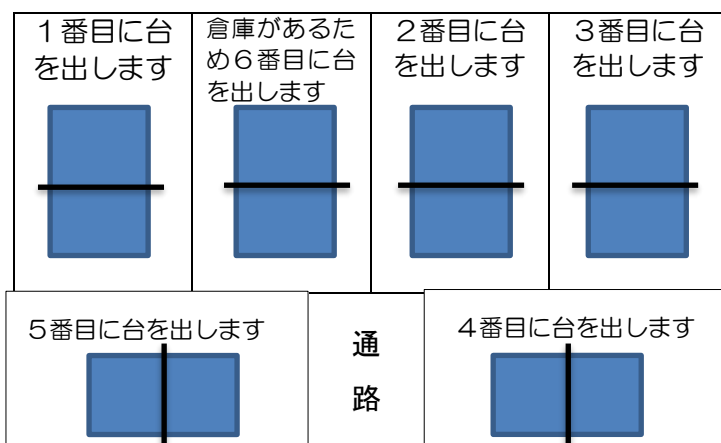 １番目に台
を出します
倉庫があるた
め６番目に台
を出します
２番目に台
を出します
３番目に台
を出します
５番目に台を出します
通
路
４番目に台を出します